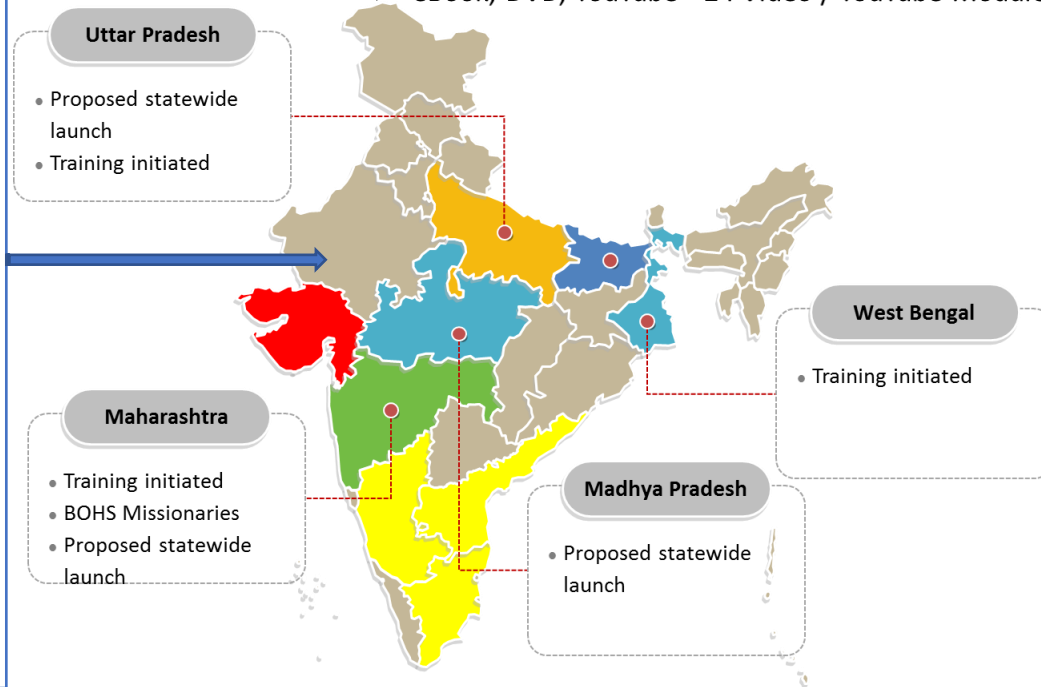 Uttar Pradesh
• Proposed statewide
launch
• Training initiated
West Bengal
• Training initiated
Maharashtra
• Training initiated
• BOHS Missionaries
• Proposed statewide
launch
Madhya Pradesh
• Proposed statewide
launch